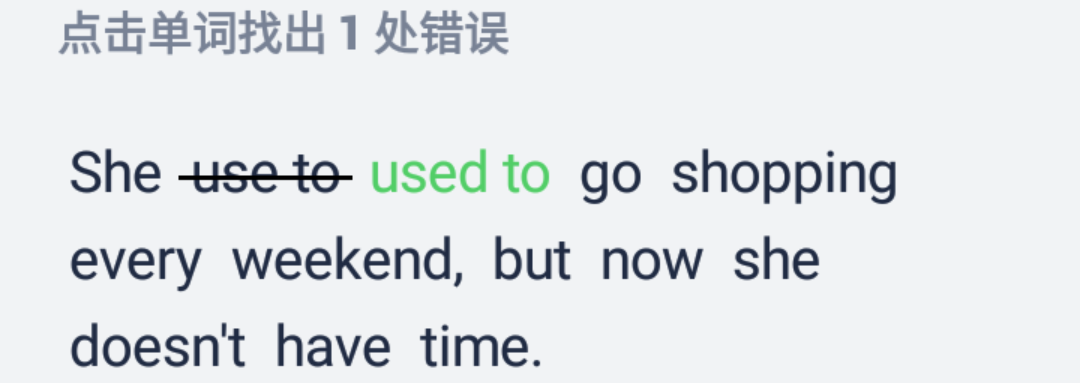 点击单词找出 1 处错误
She use to used to go shopping
every weekend, but now she
doesn't have time.